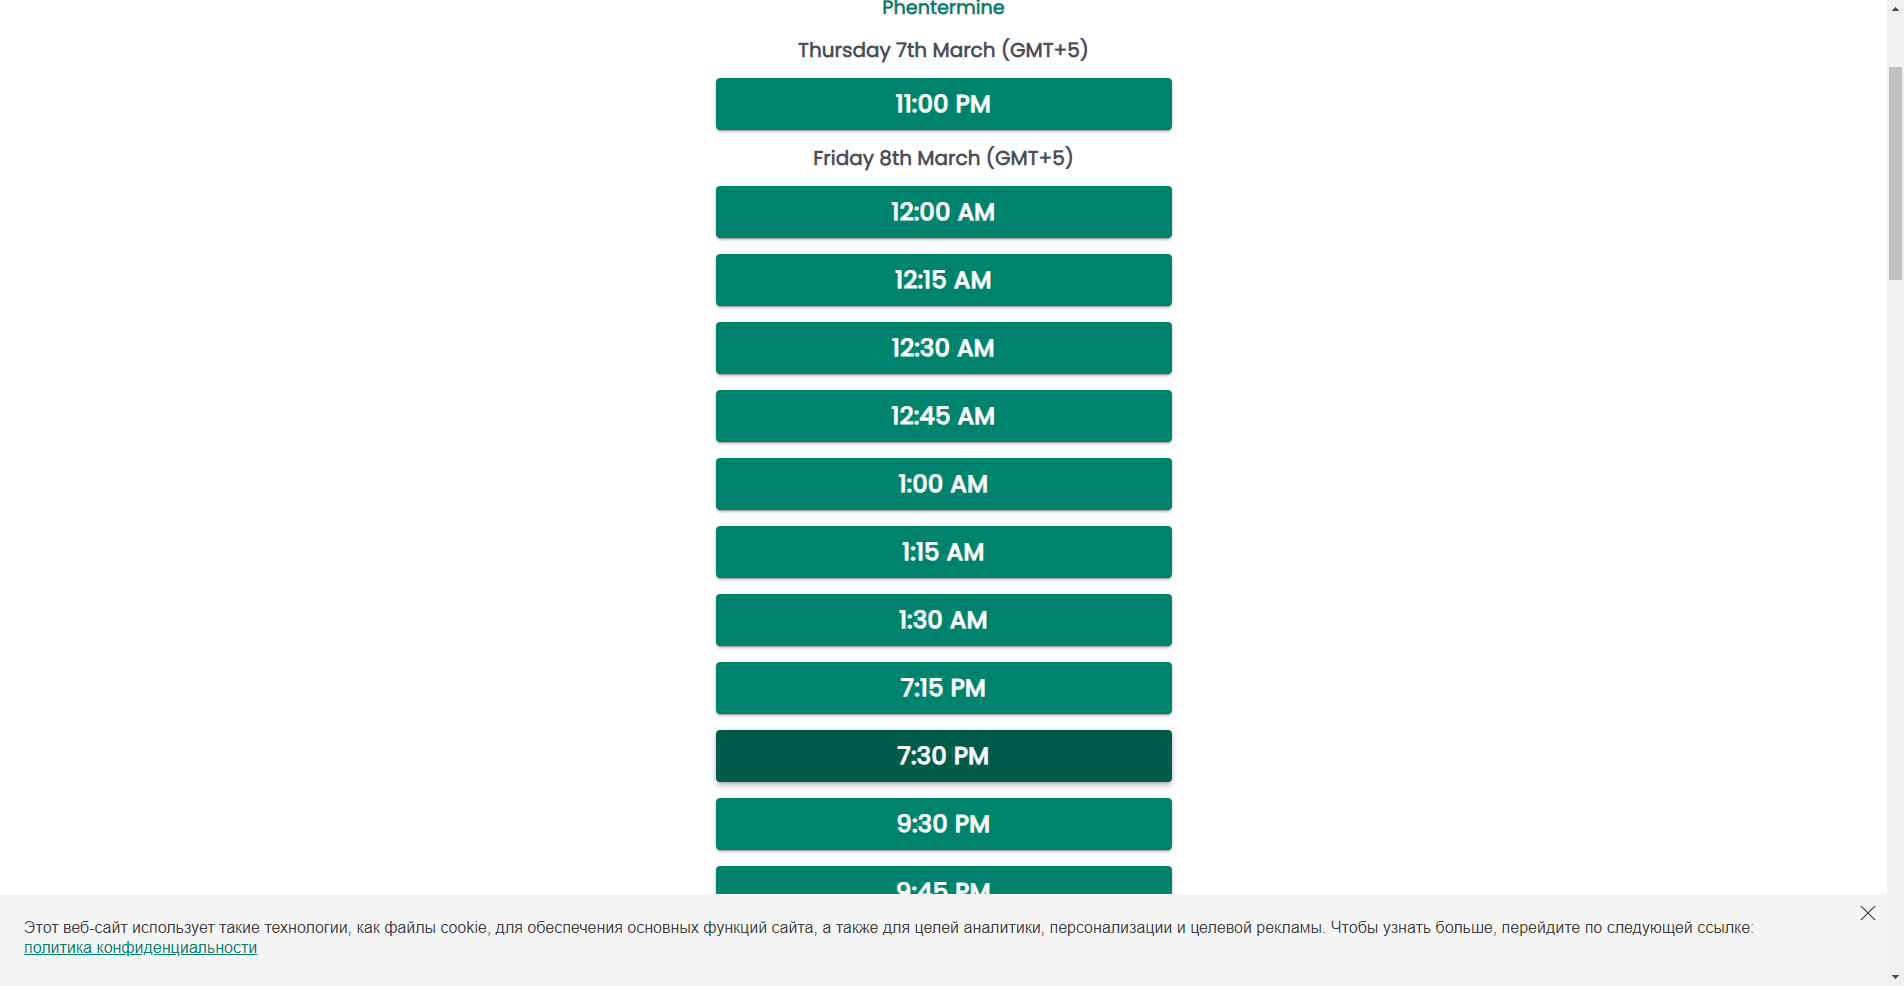 Phentermine
Thursday 7th March (GMT+5)
11:00 PM
Friday 8th March (GMT+5)
12:00 AM
12:15 AM
12:30 AM
12:45 AM
1:00 AM
1:15 AM
1:30 AM
7:15 PM
7:30 PM
9:30 PM
9:45 PM
Этот веб-сайт использует такие технологии, как файлы cookie, для обеспечения основных функций сайта, а также для целей аналитики, персонализации и целевой рекламы. Чтобы узнать больше, перейдите по следующей ссылке:
политика конфиденциальности